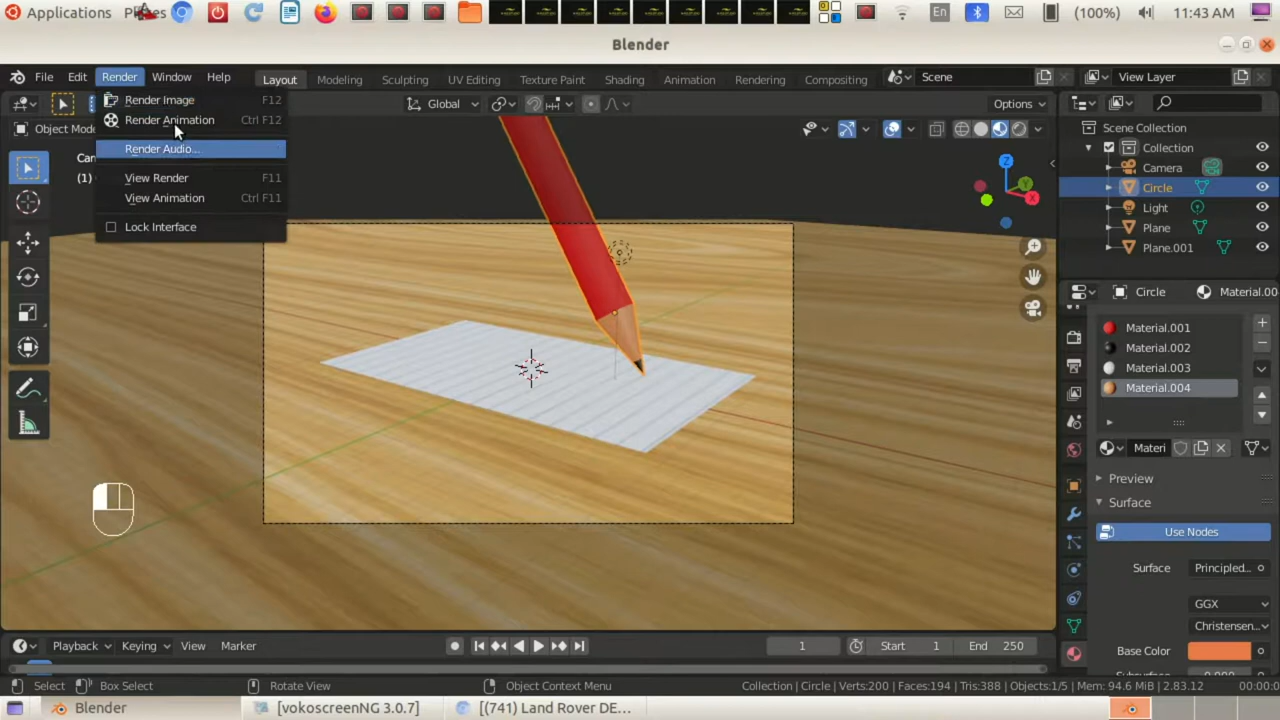 Applications
En
(100%)
11:43 AM
Blender
File Edit Render Window Help
Layout Modeling Sculpting UV Editing Texture Paint Shading Animation Rendering Compositing
Scene
View Layer
Global
Options
Render Image F12
Render Animation Ctrl F12
Render Audio...
View Render F11
View Animation Ctrl F11
Lock Interface
Object Mode
(1)
Z
Y
X
Scene Collection
Collection
Camera
Circle
Light
Plane
Plane.001
Circle
Material.00
Material.001
Material.002
Material.003
Material.004
Materi
Preview
Surface
Use Nodes
Surface Principled...
GGX
Christensen...
Base Color
Playback Keying View Marker
1
Start 1
End 250
Select Box Select Rotate View Object Context Menu
Collection | Circle | Verts:200 | Faces:194 | Tris:388 | Objects:1/5 | Mem: 94.6 MiB | 2.83.12
00:00:0
Blender
[vokoscreenNG 3.0.7]
[(741) Land Rover DE...